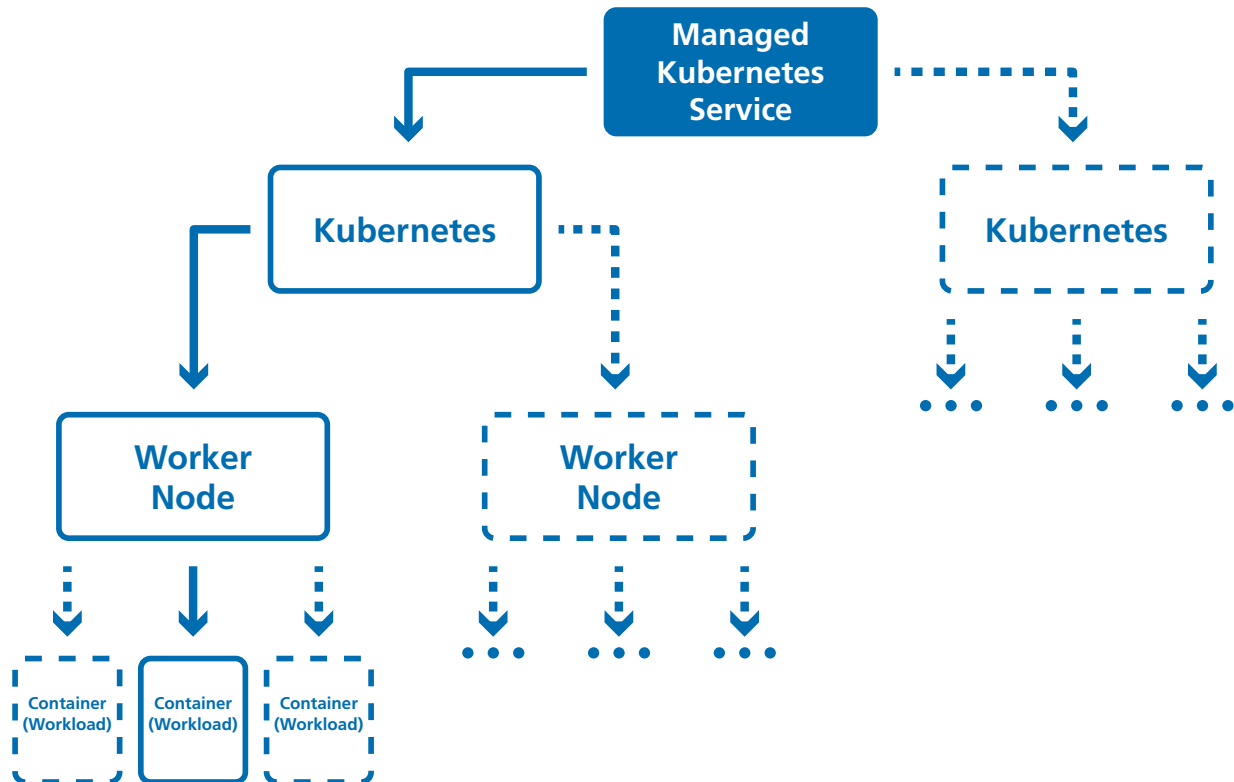 Managed
Kubernetes
Service
Kubernetes
Kubernetes
Worker
Node
Worker
Node
Container
(Workload)
Container
(Workload)
Container
(Workload)